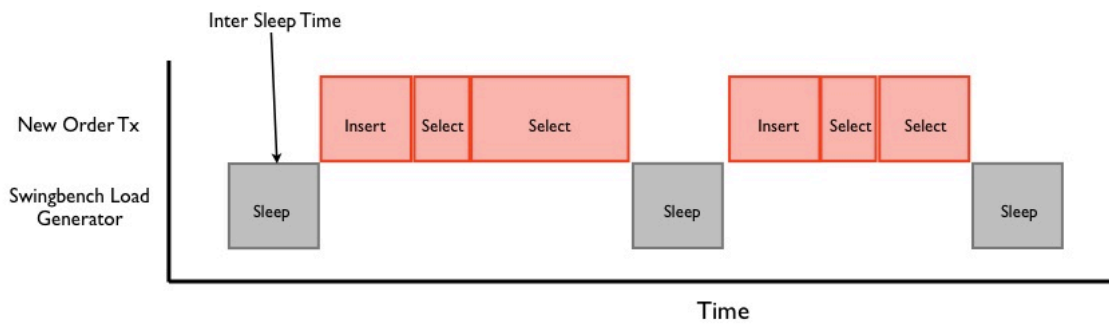 Inter Sleep Time
New Order Tx
Insert
Select
Select
Insert
Select
Select
Swingbench Load
Generator
Sleep
Sleep
Sleep
Time